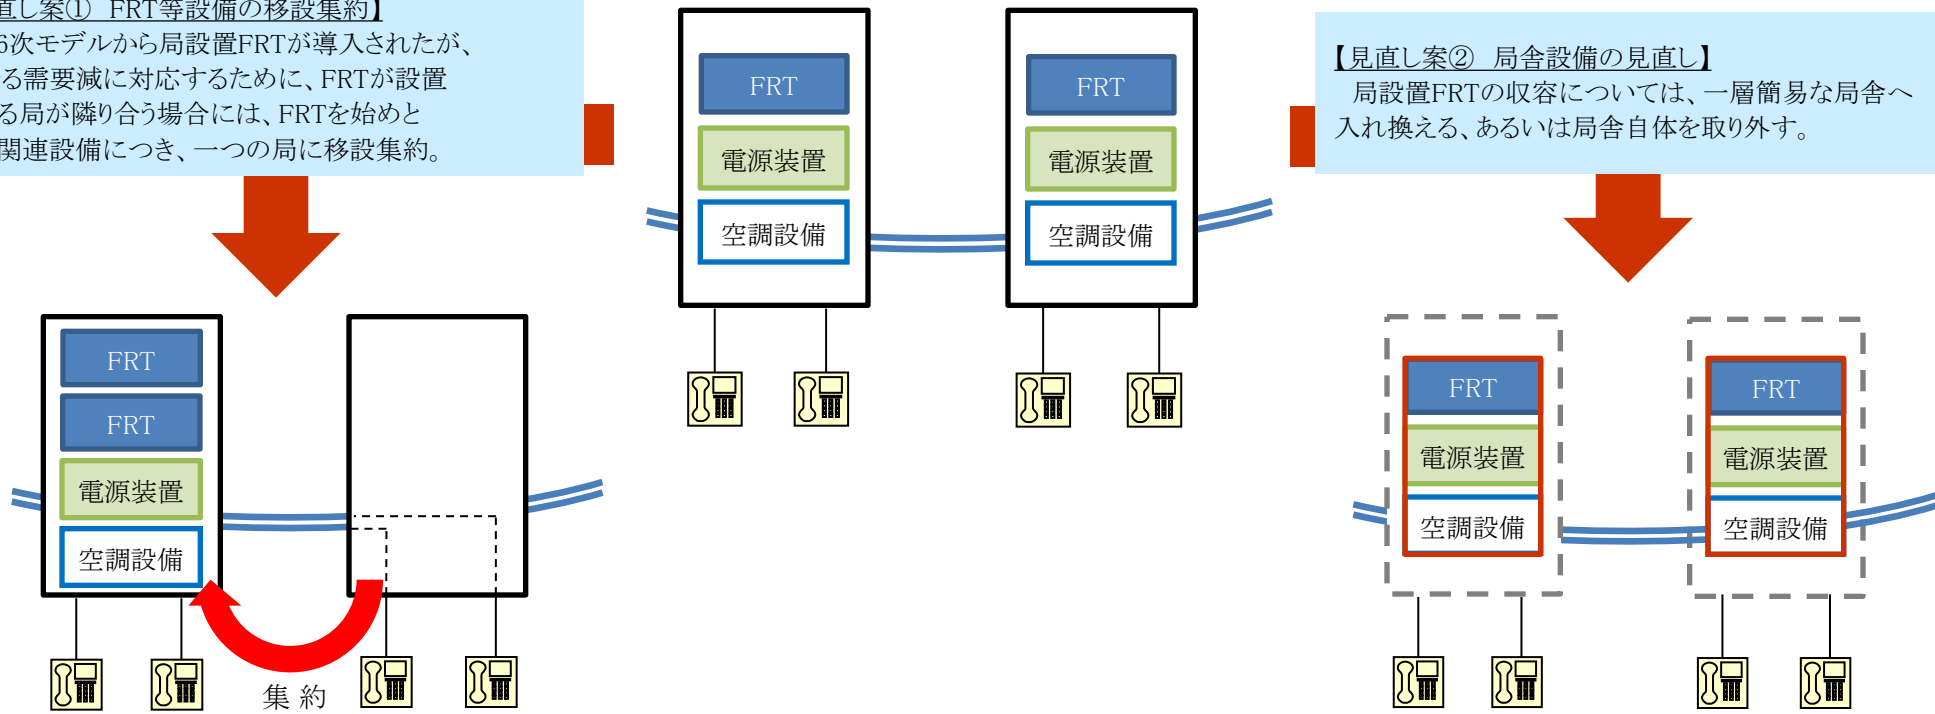 直し案① FRT等設備の移設集約】
6次モデルから局設置FRTが導入されたが、
る需要減に対応するために、FRTが設置
る局が隣り合う場合には、FRTを始めと
関連設備につき、一つの局に移設集約。
FRT
FRT
電源装置
空調設備
集 約
FRT
電源装置
空調設備
FRT
電源装置
空調設備
【見直し案② 局舎設備の見直し】
局設置FRTの収容については、一層簡易な局舎へ
入れ換える、あるいは局舎自体を取り外す。
FRT
電源装置
空調設備
FRT
電源装置
空調設備